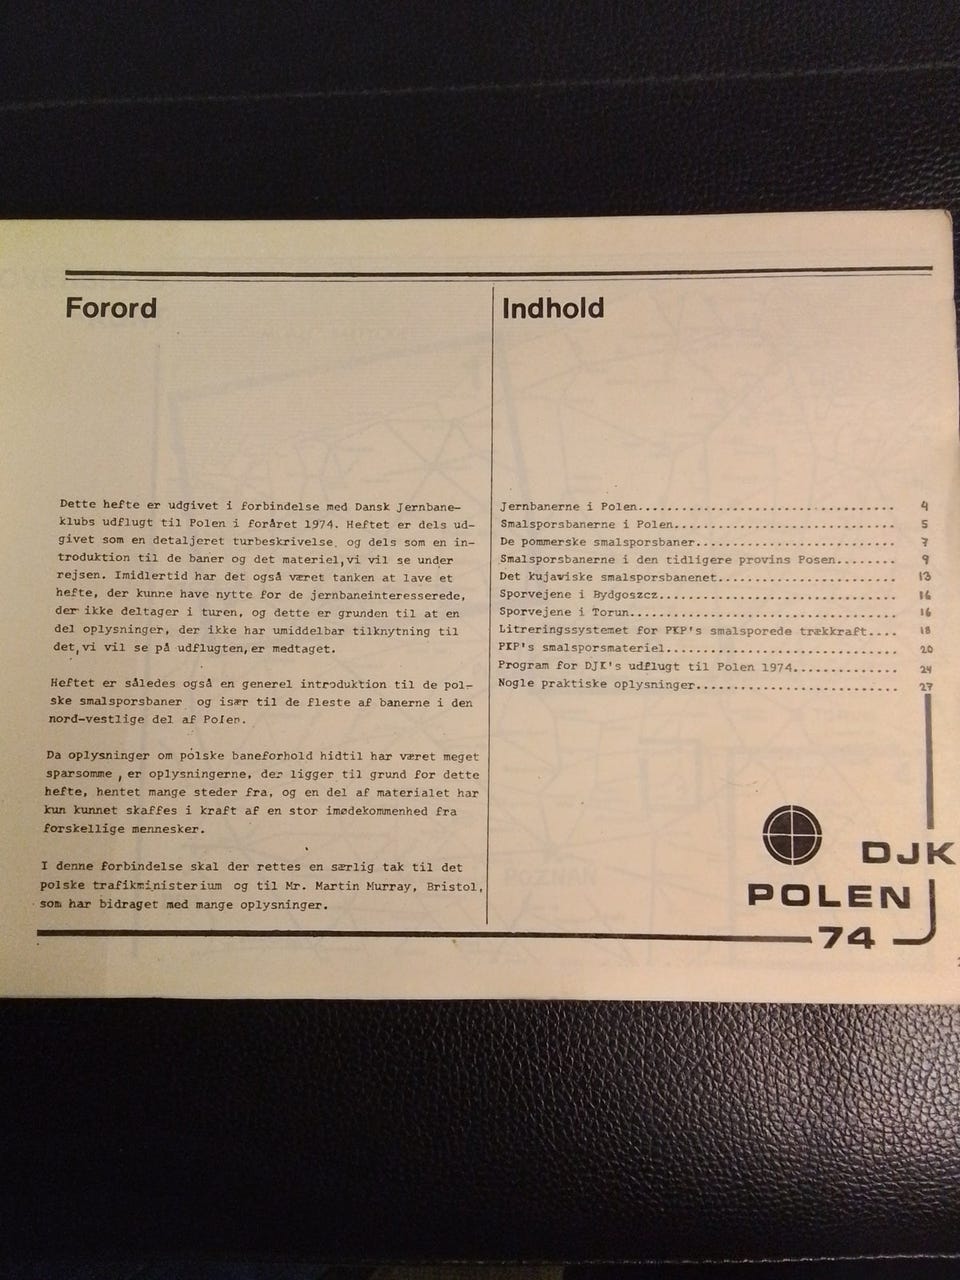 Forord
Dette hefte er udgivet i forbindelse med Dansk Jernbane-
klubs udflugt til Polen i foråret 1974. Heftet er dels ud-
givet som en detaljeret turbeskrivelse og dels som en in-
troduktion til de baner og det materiel, vi vil se under
rejsen. Imidlertid har det også været tanken at lave et
hefte, der kunne have nytte for de jernbaneinteresserede,
der ikke deltager i turen, og dette er grunden til at en
del oplysninger, der ikke har umiddelbar tilknytning til
det, vi vil se på udflugten, er medtaget.
Heftet er således også en generel introduktion til de pol-
ske smalsporsbaner og især til de fleste af banerne i den
nord-vestlige del af Polen.
Da oplysninger om polske baneforhold hidtil har været meget
sparsomme, er oplysningerne, der ligger til grund for dette
hefte, hentet mange steder fra, og en del af materialet har
kun kunnet skaffes i kraft af en stor imødekommenhed fra
forskellige mennesker.
I denne forbindelse skal der rettes en særlig tak til det
polske trafikministerium og til Mr. Martin Murray, Bristol,
som har bidraget med mange oplysninger.
Indhold
Jernbanerne i Polen.................................. 4
Smalsporsbanerne i Polen............................. 5
De pommerske smalsporsbaner.......................... 7
Smalsporsbanerne i den tidligere provins Posen........ 9
Det kujaviske smalsporsbanenet....................... 13
Sporvejene i Bydgoszcz............................... 16
Sporvejene i Torun................................... 16
Litreringssystemet for PKP's smalsporede trækkraft.... 18
PKP's smalsporsmateriel.............................. 20
Program for DJK's udflugt til Polen 1974............. 24
Nogle praktiske oplysninger.......................... 27
DJK
POLEN
74